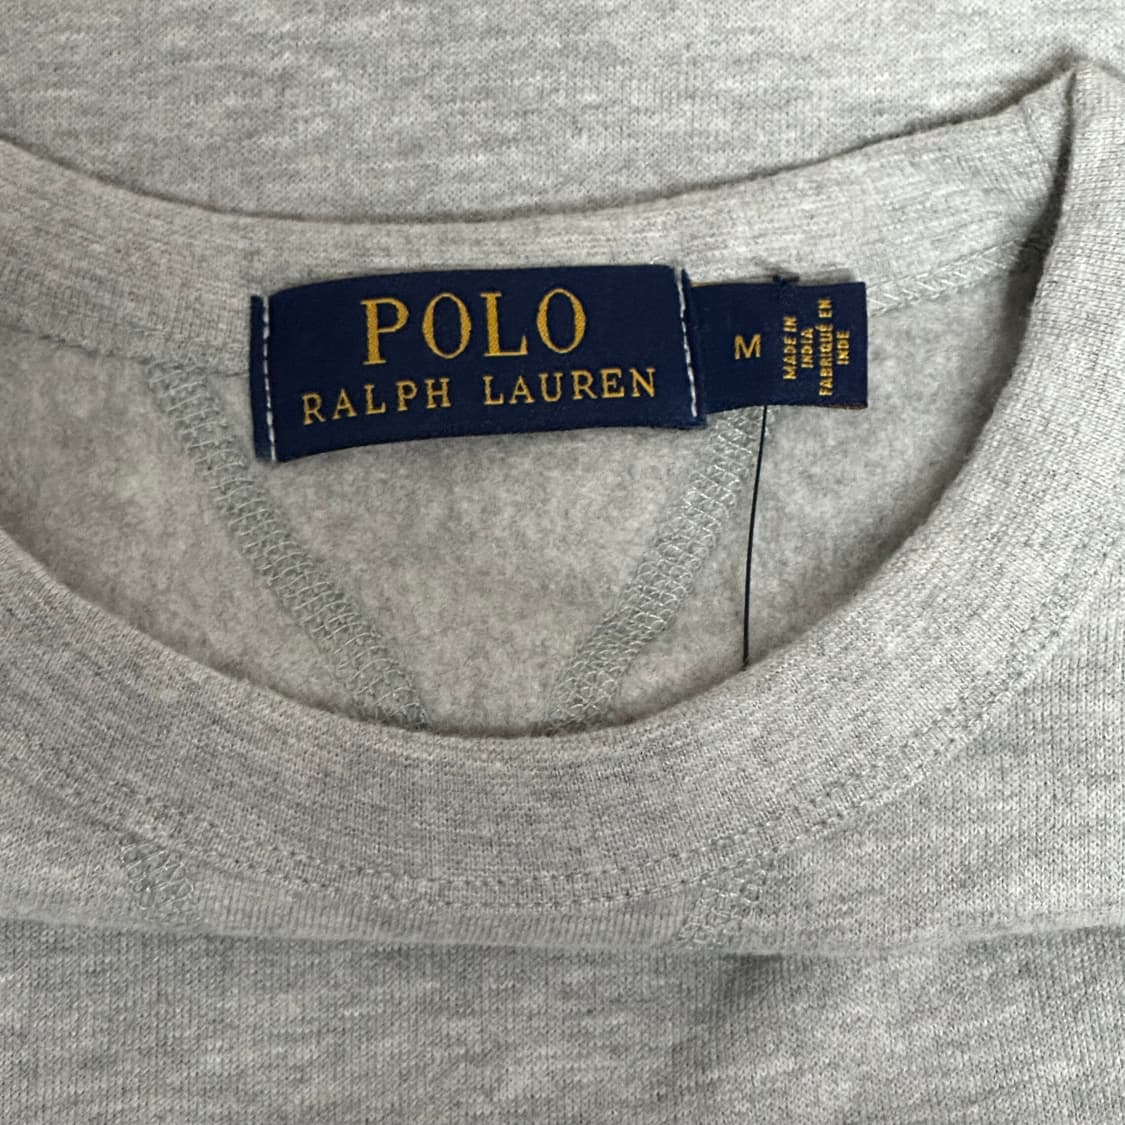 POLO
RALPH LAUREN
M
MADE IN
INDIA
FABRIQUÉ EN
INDE